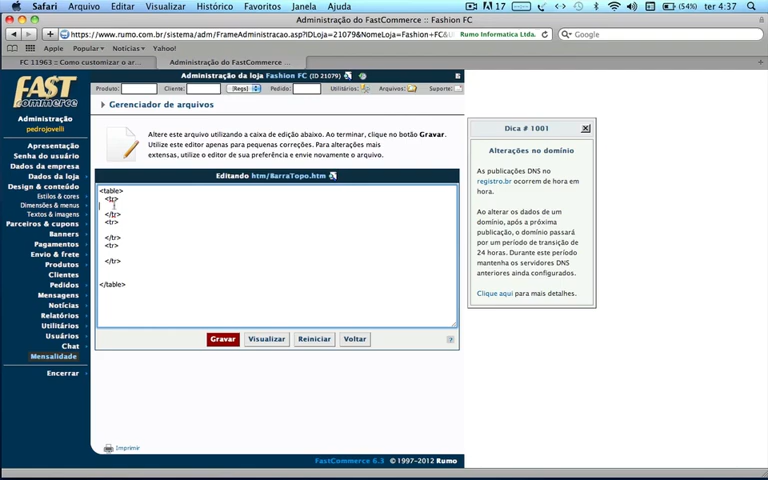 Safari Arquivo Editar Visualizar Histórico Favoritos Janela Ajuda
17 (54%) ter 4:37
Administração do FastCommerce :: Fashion FC
https://www.rumo.com.br/sistema/adm/FrameAdministracao.asp?IDLoja=21079&NomeLoja=Fashion+FC&U
Rumo Informatica Ltda.
Google
Apple Popular Notícias Yahoo!
FC 11963 :: Como customizar o ar...
Administração do FastCommerce ...
FAST
commerce
Administração
pedrojovelli
Apresentação
Senha do usuário
Dados da empresa
Dados da loja
Design & conteúdo
Estilos & cores
Dimensões & menus
Textos & imagens
Parceiros & cupons
Banners
Pagamentos
Envio & frete
Produtos
Clientes
Pedidos
Mensagens
Notícias
Relatórios
Utilitários
Usuários
Chat
Mensalidade
Encerrar
Administração da loja Fashion FC (ID 21079)
Produto: Cliente: (Regs) Pedido: Utilitários: Arquivos: Suporte:
Gerenciador de arquivos
Altere este arquivo utilizando a caixa de edição abaixo. Ao terminar, clique no botão Gravar.
Utilize este editor apenas para pequenas correções. Para alterações mais
extensas, utilize o editor de sua preferência e envie novamente o arquivo.
Editando htm/BarraTopo.htm
<table>
<tr>
</tr>
<tr>
</tr>
<tr>
</tr>
</table>
Gravar Visualizar Reiniciar Voltar
?
Imprimir
FastCommerce 6.3 © 1997-2012 Rumo
Dica # 1001
Alterações no domínio
As publicações DNS no
registro.br ocorrem de hora em
hora.
Ao alterar os dados de um
domínio, após a próxima
publicação, o domínio passará
por um período de transição de
24 horas. Durante este período
mantenha os servidores DNS
anteriores ainda configurados.
Clique aqui para mais detalhes.